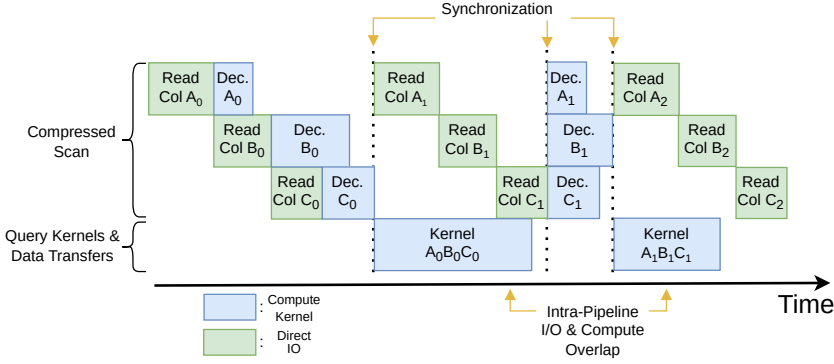 Synchronization
Read
Col A₀
Dec.
A₀
Read
Col A₁
Dec.
A₁
Read
Col A₂
Compressed
Scan
Read
Col B₀
Dec.
B₀
Read
Col B₁
Dec.
B₁
Read
Col B₂
Read
Col C₀
Dec.
C₀
Read
Col C₁
Dec.
C₁
Read
Col C₂
Query Kernels &
Data Transfers
Kernel
A₀B₀C₀
Kernel
A₁B₁C₁
Time
: Compute
Kernel
: Direct
IO
Intra-Pipeline
I/O & Compute
Overlap